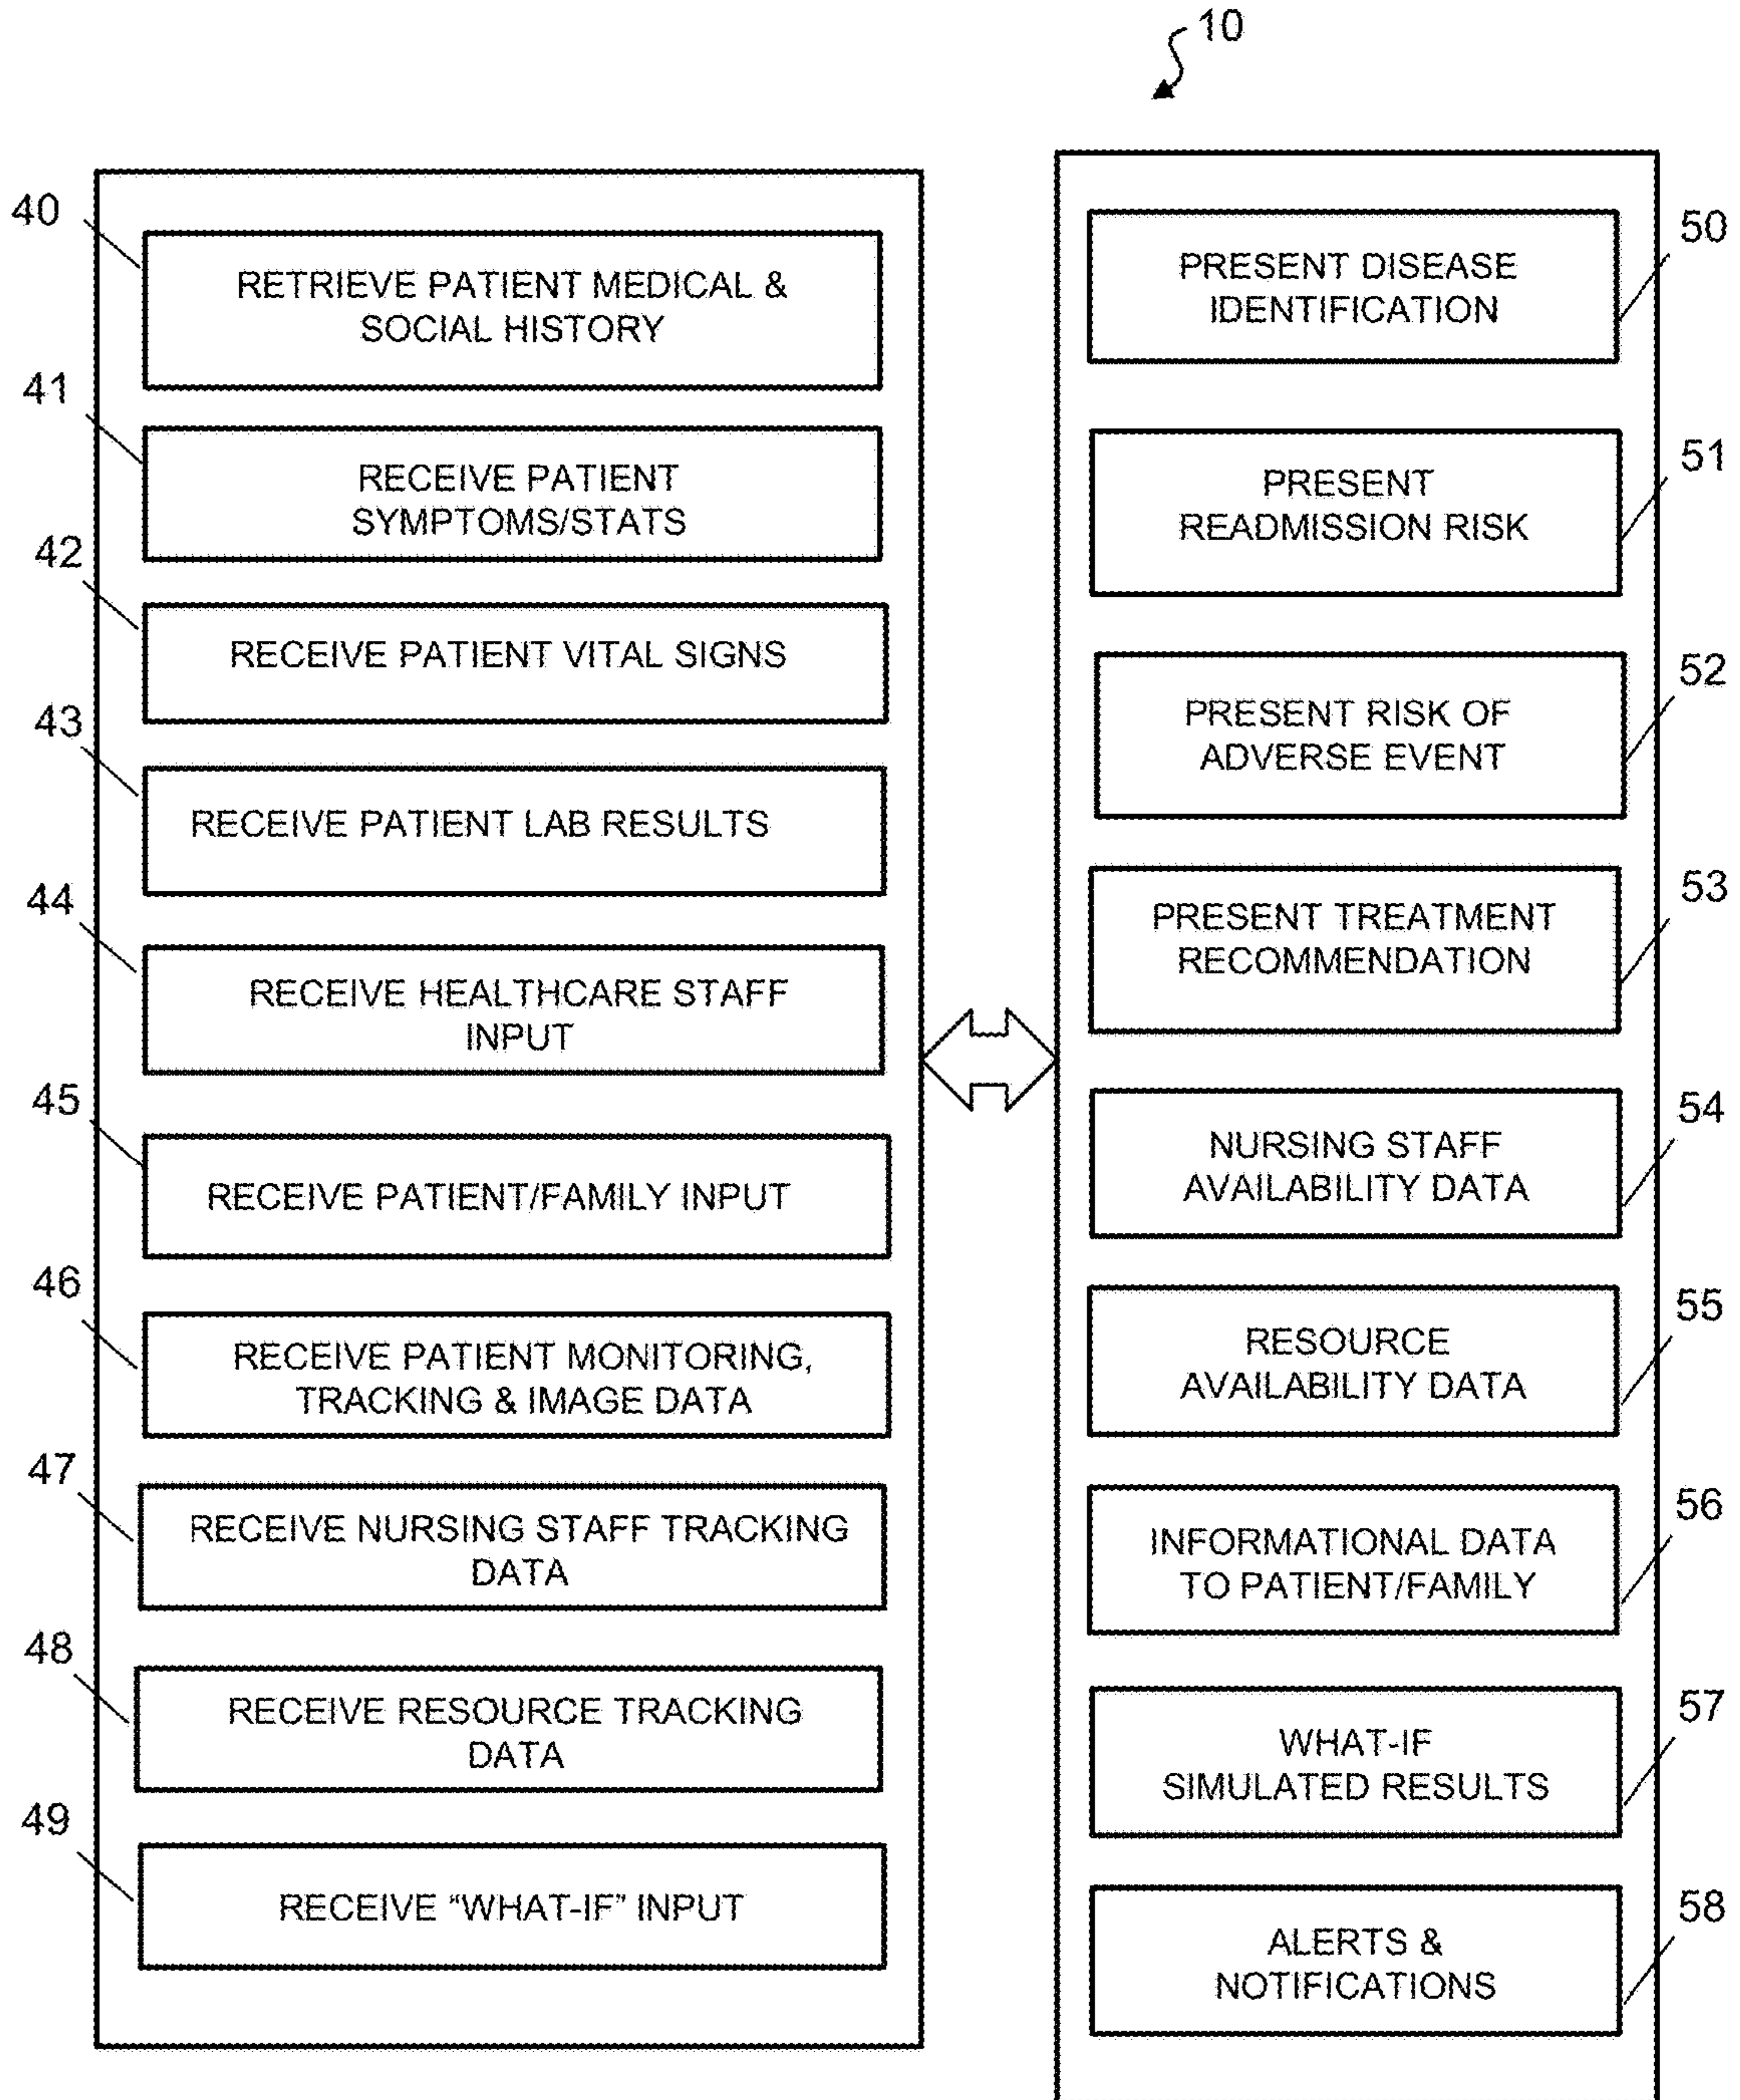 10
40
RETRIEVE PATIENT MEDICAL &
SOCIAL HISTORY
41
RECEIVE PATIENT
SYMPTOMS/STATS
42
RECEIVE PATIENT VITAL SIGNS
43
RECEIVE PATIENT LAB RESULTS
44
RECEIVE HEALTHCARE STAFF
INPUT
45
RECEIVE PATIENT/FAMILY INPUT
46
RECEIVE PATIENT MONITORING,
TRACKING & IMAGE DATA
47
RECEIVE NURSING STAFF TRACKING
DATA
48
RECEIVE RESOURCE TRACKING
DATA
49
RECEIVE “WHAT-IF” INPUT
50
PRESENT DISEASE
IDENTIFICATION
51
PRESENT
READMISSION RISK
52
PRESENT RISK OF
ADVERSE EVENT
53
PRESENT TREATMENT
RECOMMENDATION
54
NURSING STAFF
AVAILABILITY DATA
55
RESOURCE
AVAILABILITY DATA
56
INFORMATIONAL DATA
TO PATIENT/FAMILY
57
WHAT-IF
SIMULATED RESULTS
58
ALERTS &
NOTIFICATIONS